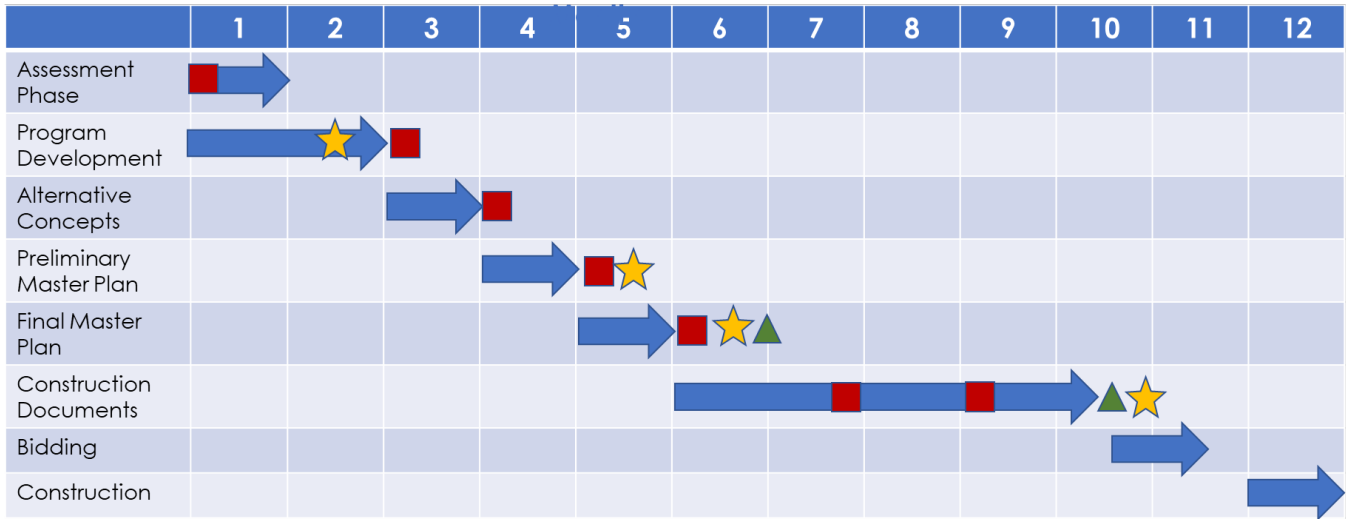 1 2 3 4 5 6 7 8 9 10 11 12
Assessment
Phase
Program
Development
Alternative
Concepts
Preliminary
Master Plan
Final Master
Plan
Construction
Documents
Bidding
Construction